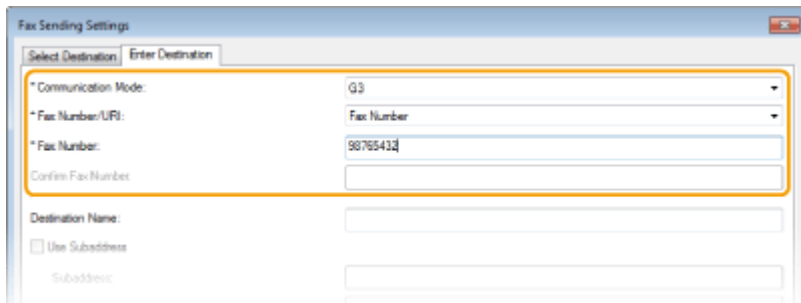 Fax Sending Settings
Select Destination Enter Destination
* Communication Mode: G3
* Fax Number/URI: Fax Number
* Fax Number: 98765432
Confirm Fax Number:
Destination Name:
Use Subaddress
Subaddress: